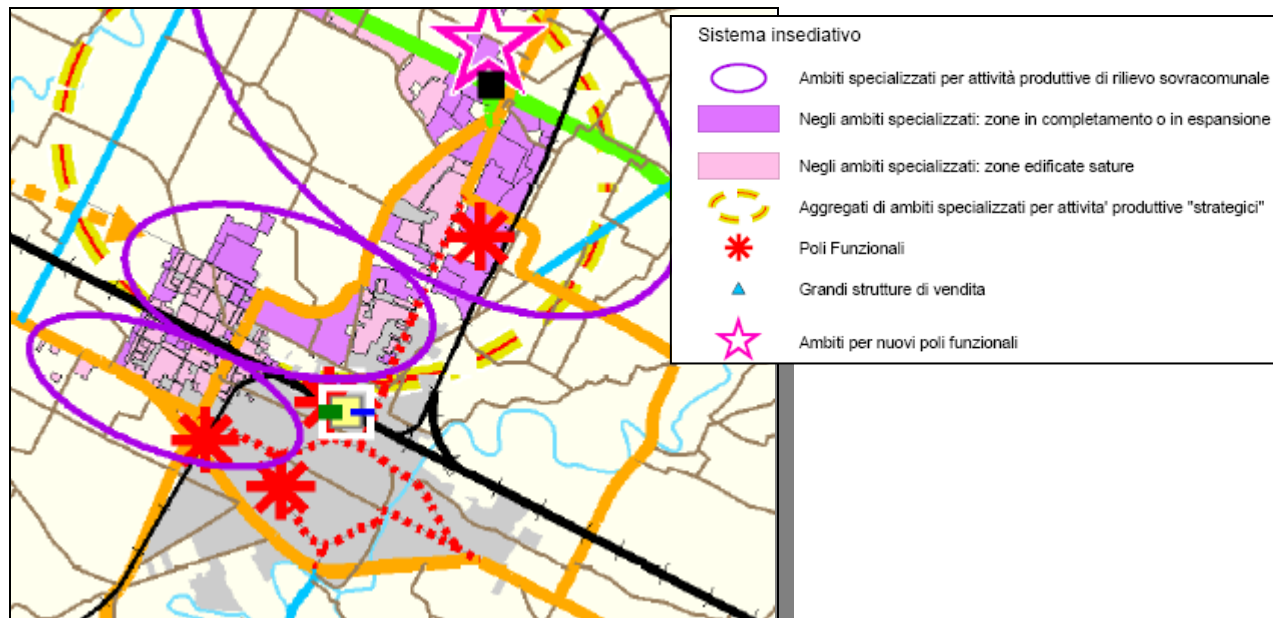 Sistema insediativo
Ambiti specializzati per attività produttive di rilievo sovracomunale
Negli ambiti specializzati: zone in completamento o in espansione
Negli ambiti specializzati: zone edificate sature
Aggregati di ambiti specializzati per attivita' produttive "strategici"
Poli Funzionali
Grandi strutture di vendita
Ambiti per nuovi poli funzionali